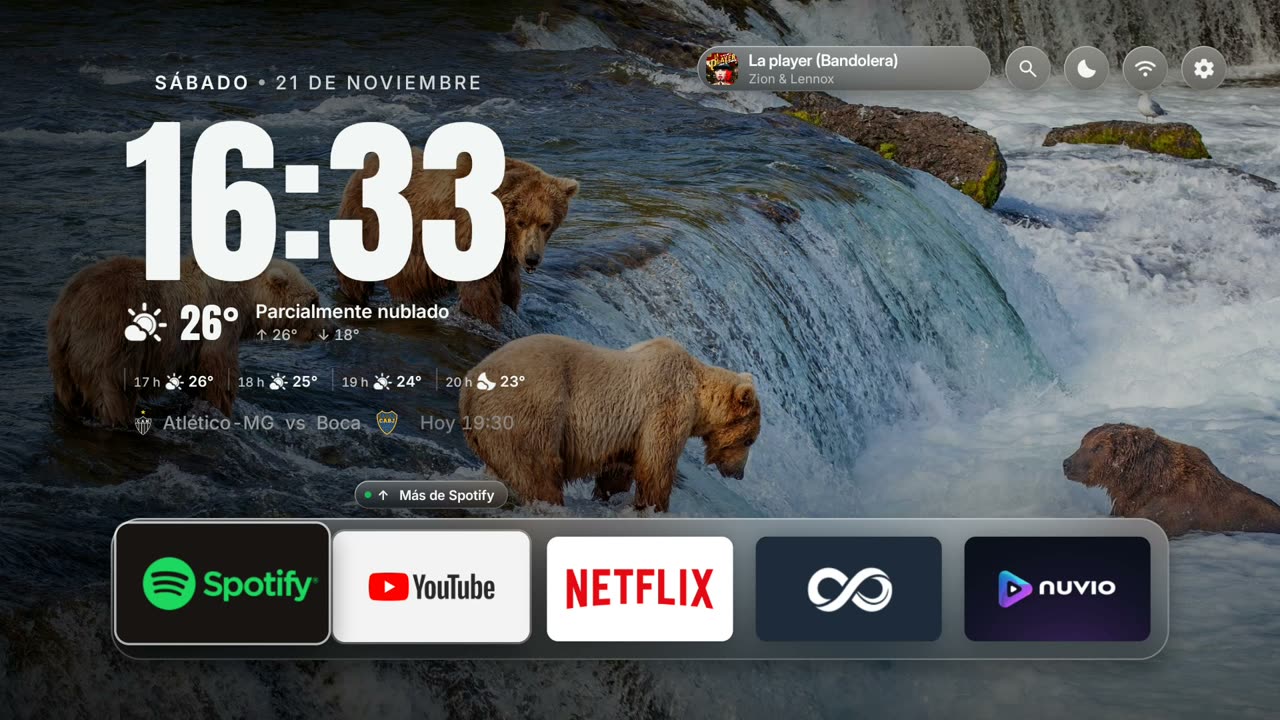 SÁBADO • 21 DE NOVIEMBRE
La player (Bandolera)
Zion & Lennox
16:33
26° Parcialmente nublado
↑ 26° ↓ 18°
17 h 26° 18 h 25° 19 h 24° 20 h 23°
Atlético-MG vs Boca CABJ Hoy 19:30
↑ Más de Spotify
Spotify YouTube NETFLIX nuvio